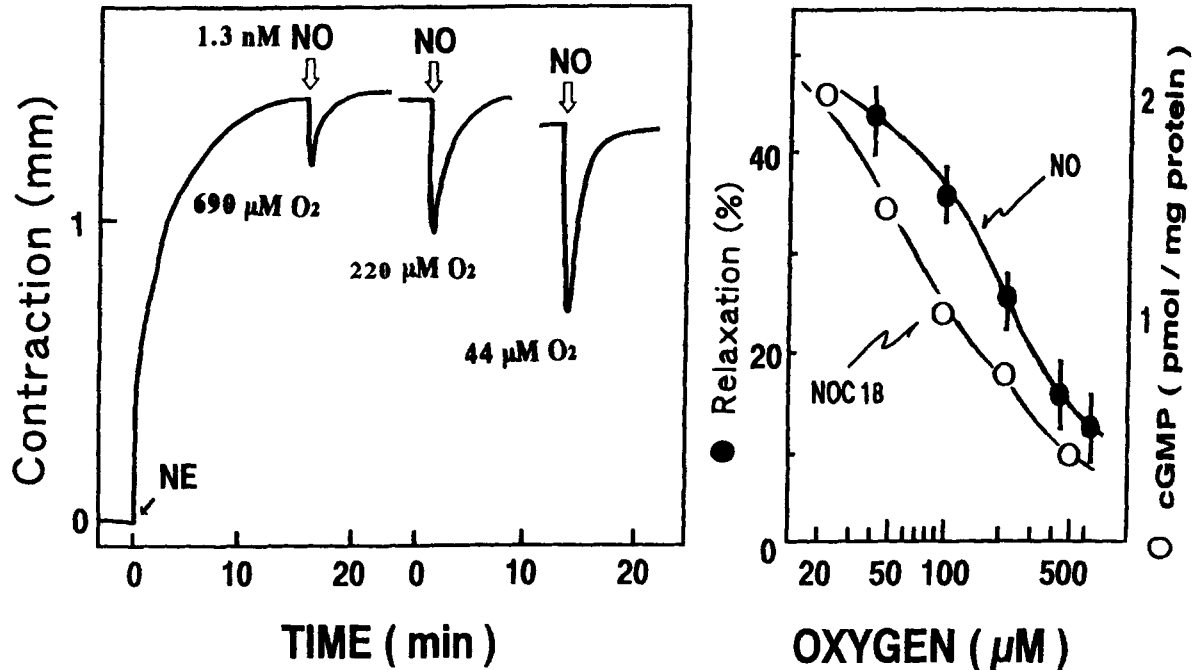 Contraction (mm)
1
0
1.3 nM NO
NO
NO
690 µM O2
220 µM O2
44 µM O2
NE
0 10 20 0 10 20
TIME ( min )
● Relaxation (%)
40
20
0
NO
NOC 18
2
1
O cGMP ( pmol / mg protein )
20 50 100 500
OXYGEN ( µM )